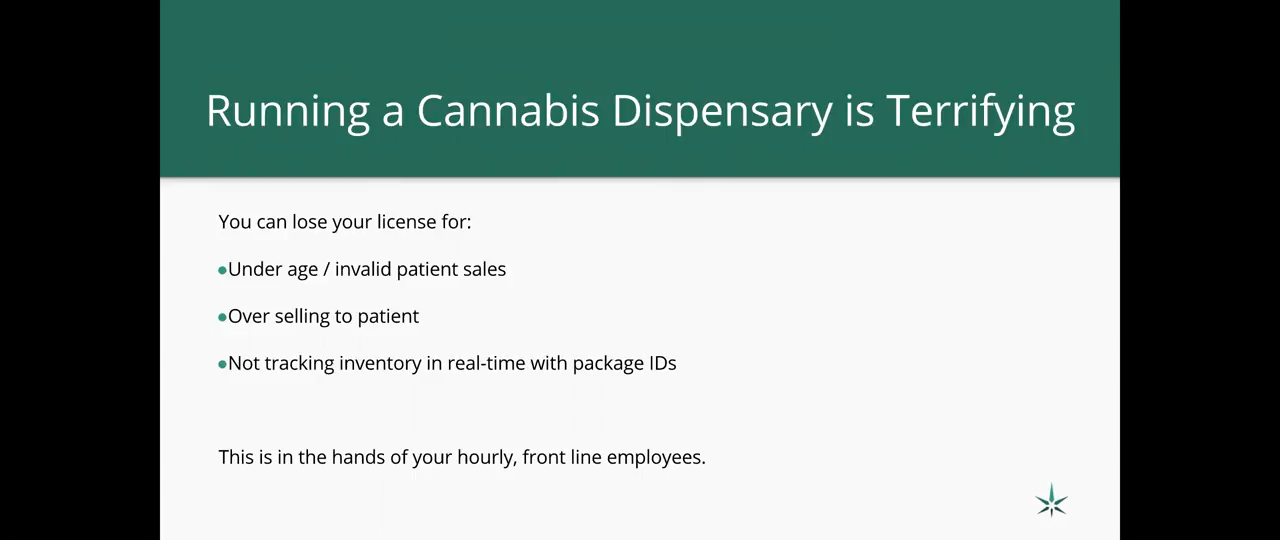 Running a Cannabis Dispensary is Terrifying
You can lose your license for:
●Under age / invalid patient sales
●Over selling to patient
●Not tracking inventory in real-time with package IDs
This is in the hands of your hourly, front line employees.